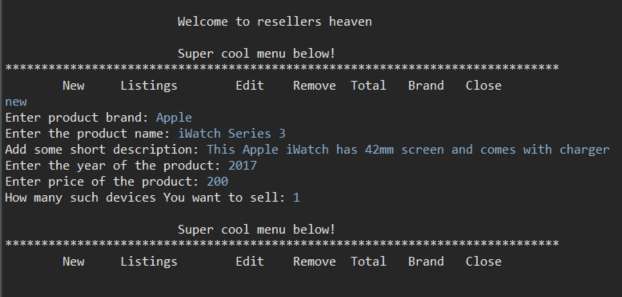 Welcome to resellers heaven
Super cool menu below!
*****************************************************************************
New Listings Edit Remove Total Brand Close
new
Enter product brand: Apple
Enter the product name: iWatch Series 3
Add some short description: This Apple iWatch has 42mm screen and comes with charger
Enter the year of the product: 2017
Enter price of the product: 200
How many such devices You want to sell: 1
Super cool menu below!
*****************************************************************************
New Listings Edit Remove Total Brand Close